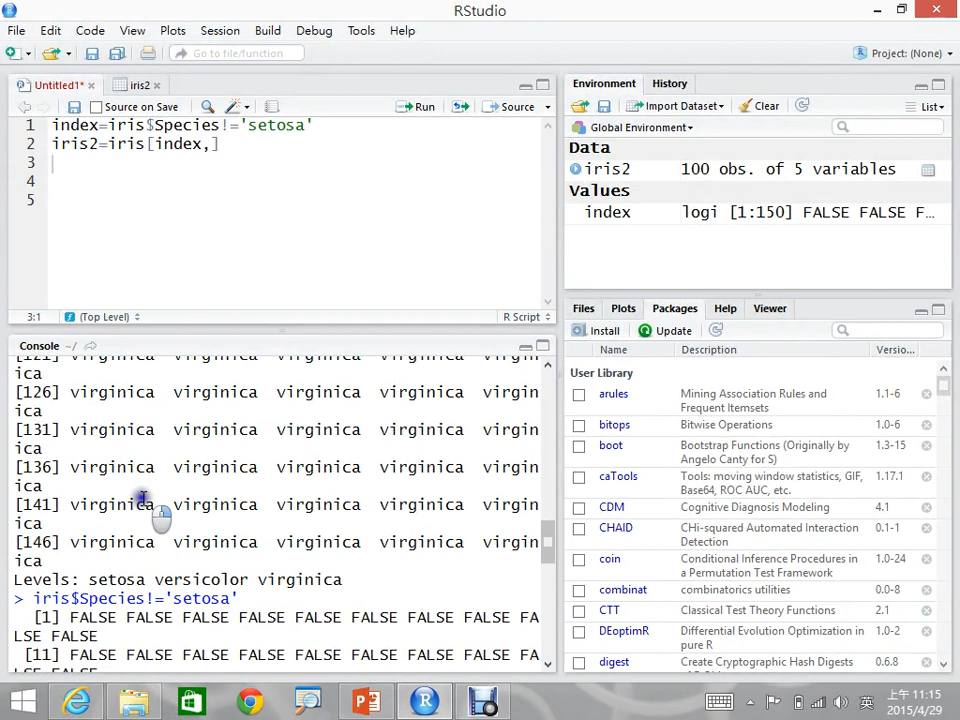 RStudio
File Edit Code View Plots Session Build Debug Tools Help
Go to file/function
Project: (None)
Untitled1*
iris2
Source on Save
Run
Source
1 index=iris$Species!='setosa'
2 iris2=iris[index,]
3
4
5
3:1
(Top Level)
R Script
Console ~/
ica
[126] virginica virginica virginica virginica virgin
ica
[131] virginica virginica virginica virginica virgin
ica
[136] virginica virginica virginica virginica virgin
ica
[141] virginica virginica virginica virginica virgin
ica
[146] virginica virginica virginica virginica virgin
ica
Levels: setosa versicolor virginica
> iris$Species!='setosa'
[1] FALSE FALSE FALSE FALSE FALSE FALSE FALSE FALSE FA
LSE FALSE
[11] FALSE FALSE FALSE FALSE FALSE FALSE FALSE FALSE FA
LSE FALSE
Environment History
Import Dataset
Clear
List
Global Environment
Data
iris2 100 obs. of 5 variables
Values
index logi [1:150] FALSE FALSE F…
Files Plots Packages Help Viewer
Install Update
Name Description Versio...
User Library
arules Mining Association Rules and Frequent Itemsets 1.1-6
bitops Bitwise Operations 1.0-6
boot Bootstrap Functions (Originally by Angelo Canty for S) 1.3-15
caTools Tools: moving window statistics, GIF, Base64, ROC AUC, etc. 1.17.1
CDM Cognitive Diagnosis Modeling 4.1
CHAID CHi-squared Automated Interaction Detection 0.1-1
coin Conditional Inference Procedures in a Permutation Test Framework 1.0-24
combinat combinatorics utilities 0.0-8
CTT Classical Test Theory Functions 2.1
DEoptimR Differential Evolution Optimization in pure R 1.0-2
digest Create Cryptographic Hash Digests 0.6.8
英
上午 11:15
2015/4/29